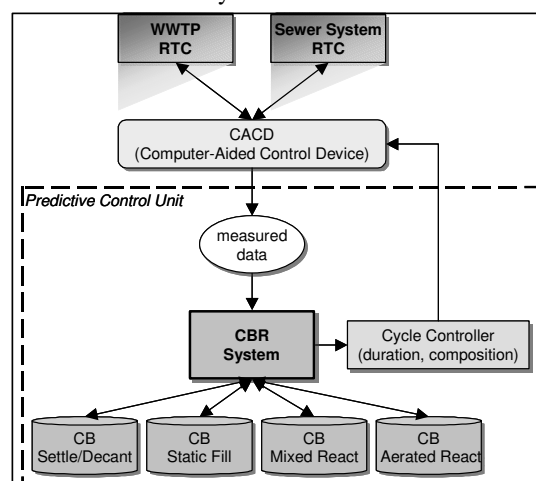 WWTP
RTC
Sewer System
RTC
CACD
(Computer-Aided Control Device)
Predictive Control Unit
measured
data
CBR
System
Cycle Controller
(duration, composition)
CB
Settle/Decant
CB
Static Fill
CB
Mixed React
CB
Aerated React